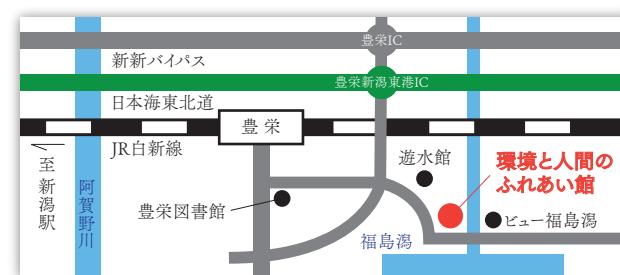 豊栄IC
新新バイパス
豊栄新潟東港IC
日本海東北道
豊栄
JR白新線
至 新潟駅
阿賀野川
遊水館
環境と人間の
ふれあい館
豊栄図書館
ビュー福島潟
福島潟